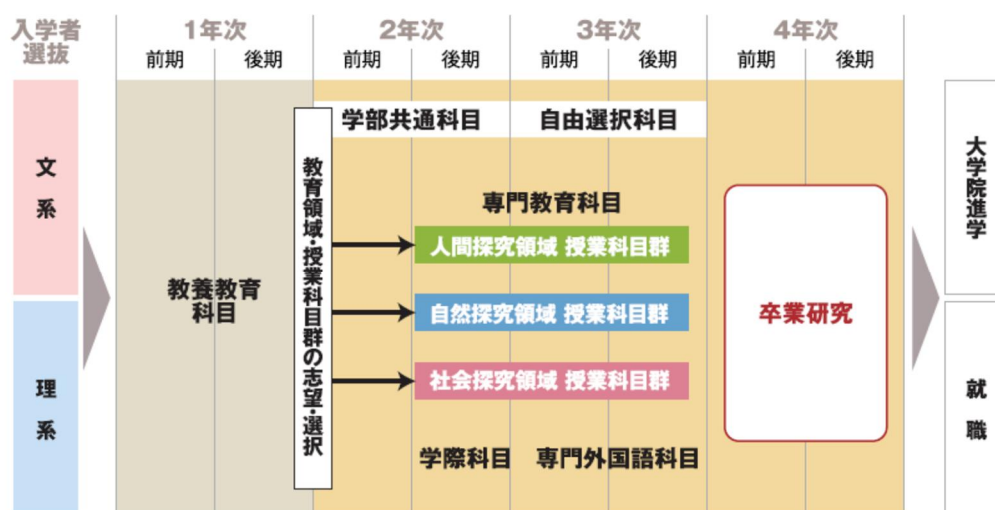 入学者
選抜
1年次
2年次
3年次
4年次
前期
後期
前期
後期
前期
後期
前期
後期
文系
理系
教養教育
科目
教育領域・授業科目群の志望・選択
学部共通科目
自由選択科目
専門教育科目
人間探究領域 授業科目群
自然探究領域 授業科目群
社会探究領域 授業科目群
学際科目
専門外国語科目
卒業研究
大学院進学
就職